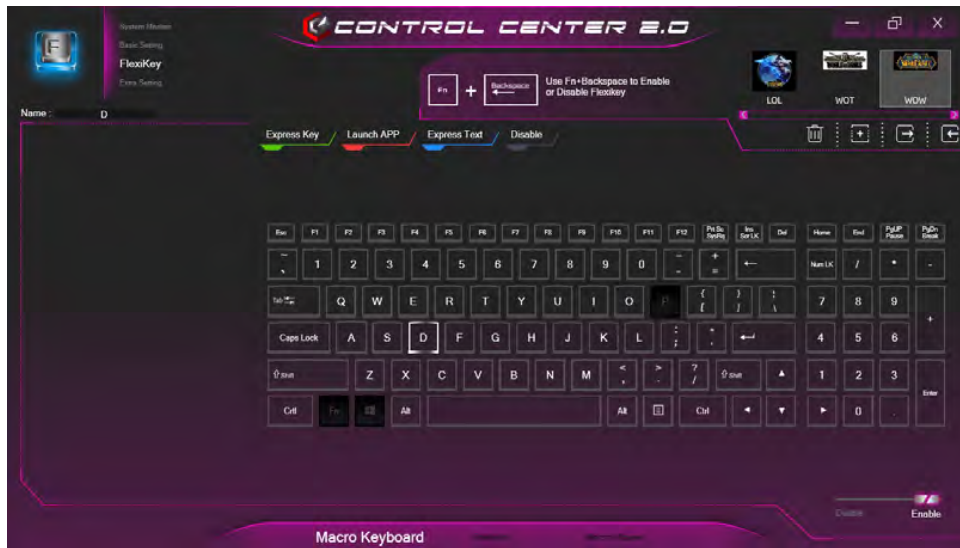 CONTROL CENTER 2.0
System Monitor
Basic Setting
FlexiKey
Extra Setting
Fn + Backspace Use Fn+Backspace to Enable
or Disable Flexikey
LOL WOT WOW
Name : D
Express Key Launch APP Express Text Disable
Esc F1 F2 F3 F4 F5 F6 F7 F8 F9 F10 F11 F12 Prt Sc SysRq Ins Scr LK Del Home End PgUP Pause PgDn Break
~ ` 1 2 3 4 5 6 7 8 9 0 - + = ← Num LK / * -
Tab Q W E R T Y U I O P { [ } ] \ 7 8 9 +
Caps Lock A S D F G H J K L : ; 4 5 6
Shift Z X C V B N M < , > . ? / Shift 1 2 3 Enter
Crtl Fn Alt Alt Ctrl 0 .
Disable Enable
Macro Keyboard